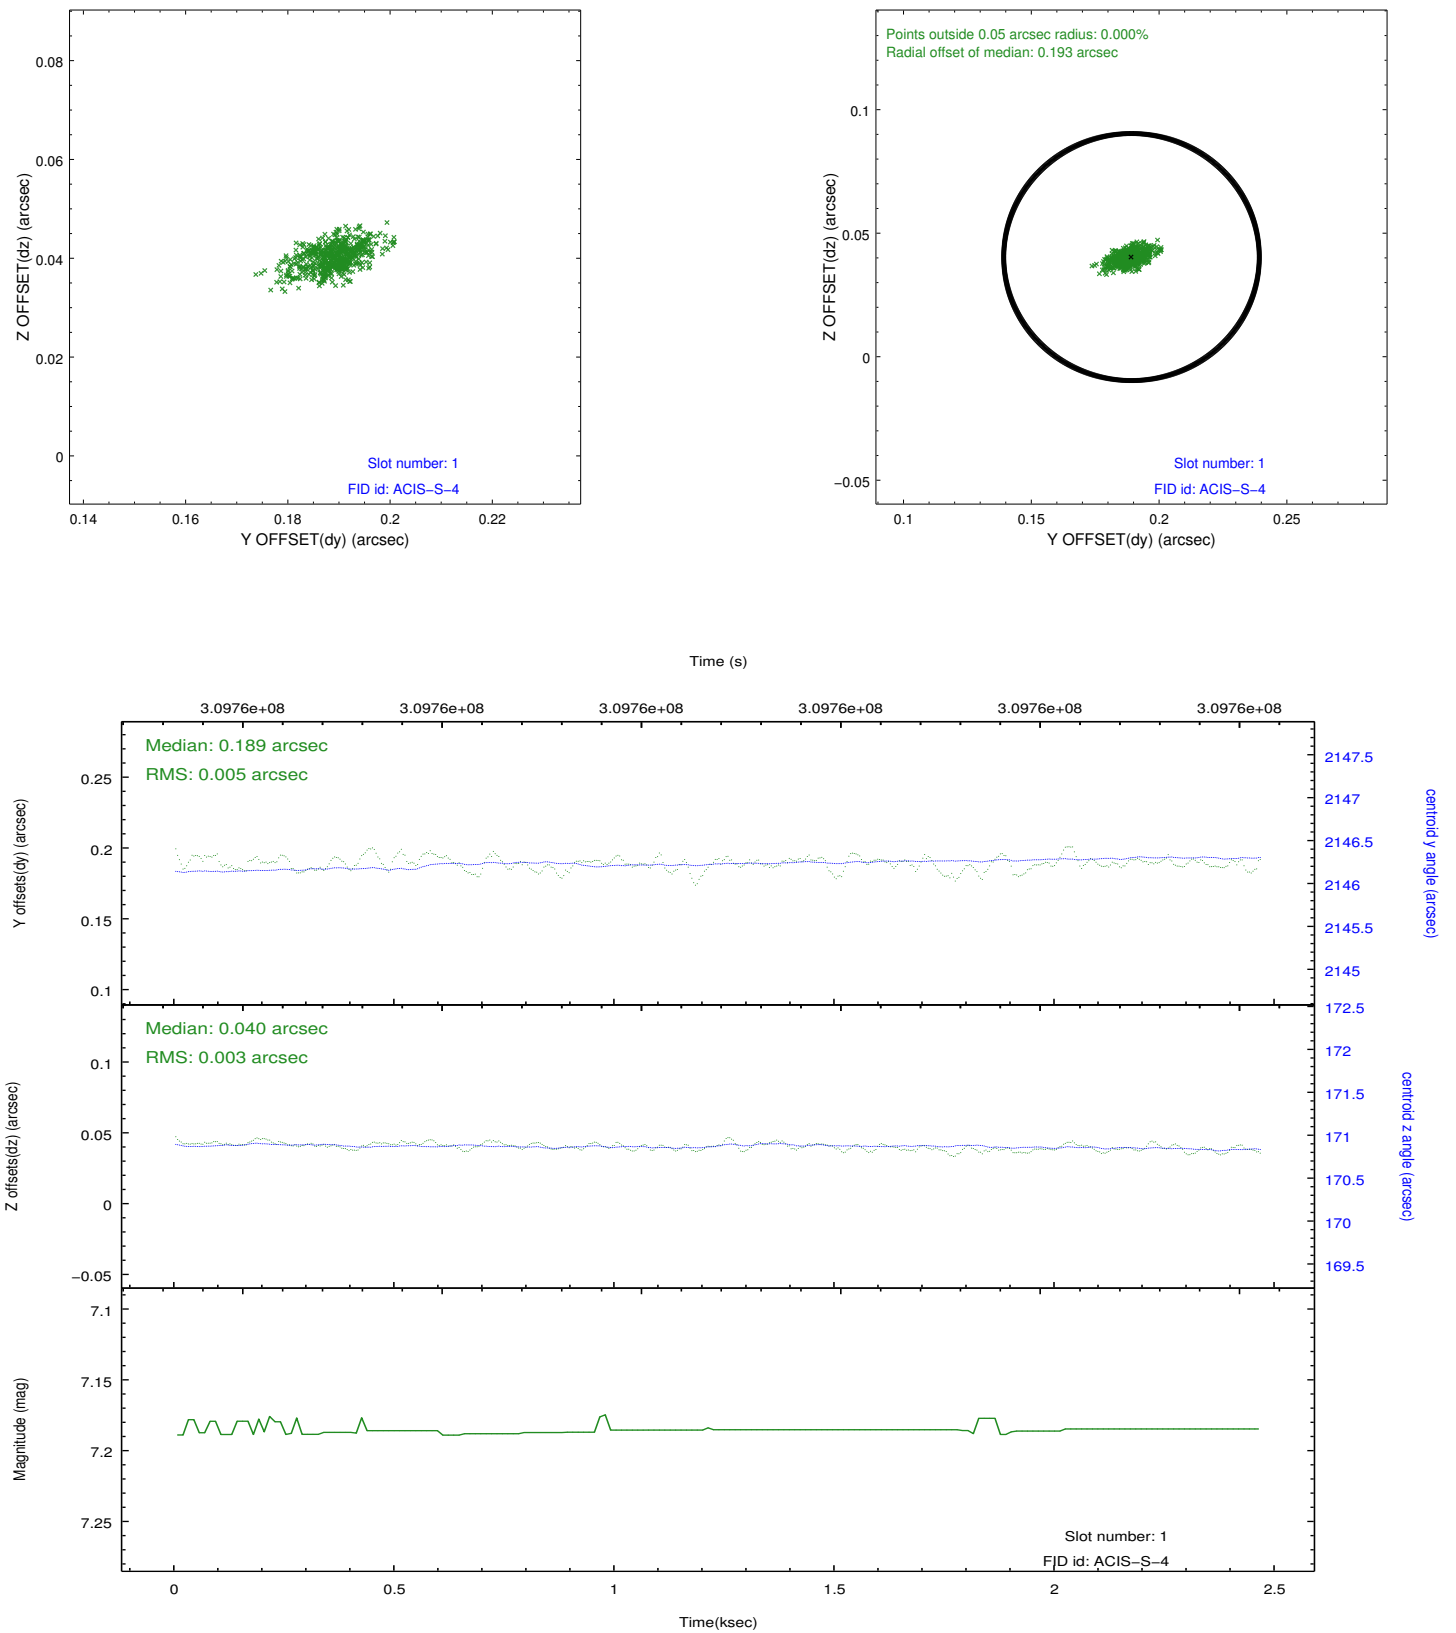 0.08
0.06
0.04
0.02
0
0.14
0.16
0.18
0.2
0.22
Z OFFSET(dz) (arcsec)
Y OFFSET(dy) (arcsec)
Slot number: 1
FID id: ACIS−S−4
Points outside 0.05 arcsec radius: 0.000%
Radial offset of median: 0.193 arcsec
0.1
0.05
0
−0.05
0.1
0.15
0.2
0.25
Z OFFSET(dz) (arcsec)
Y OFFSET(dy) (arcsec)
Slot number: 1
FID id: ACIS−S−4
Time (s)
3.0976e+08
3.0976e+08
3.0976e+08
3.0976e+08
3.0976e+08
3.0976e+08
Median: 0.189 arcsec
RMS: 0.005 arcsec
0.25
0.2
0.15
0.1
Y offsets(dy) (arcsec)
2147.5
2147
2146.5
2146
2145.5
2145
centroid y angle (arcsec)
Median: 0.040 arcsec
RMS: 0.003 arcsec
0.1
0.05
0
−0.05
Z offsets(dz) (arcsec)
172.5
172
171.5
171
170.5
170
169.5
centroid z angle (arcsec)
7.1
7.15
7.2
7.25
Magnitude (mag)
Slot number: 1
FID id: ACIS−S−4
0
0.5
1
1.5
2
2.5
Time(ksec)